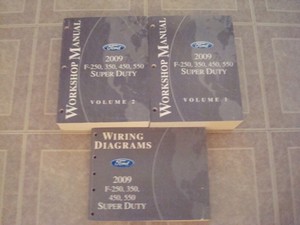 WORKSHOP MANUAL
Ford
2009
F-250, 350, 450, 550
SUPER DUTY
VOLUME 2
WORKSHOP MANUAL
Ford
2009
F-250, 350, 450, 550
SUPER DUTY
VOLUME 1
WIRING
DIAGRAMS
Ford
2009
F-250, 350,
450, 550
SUPER DUTY